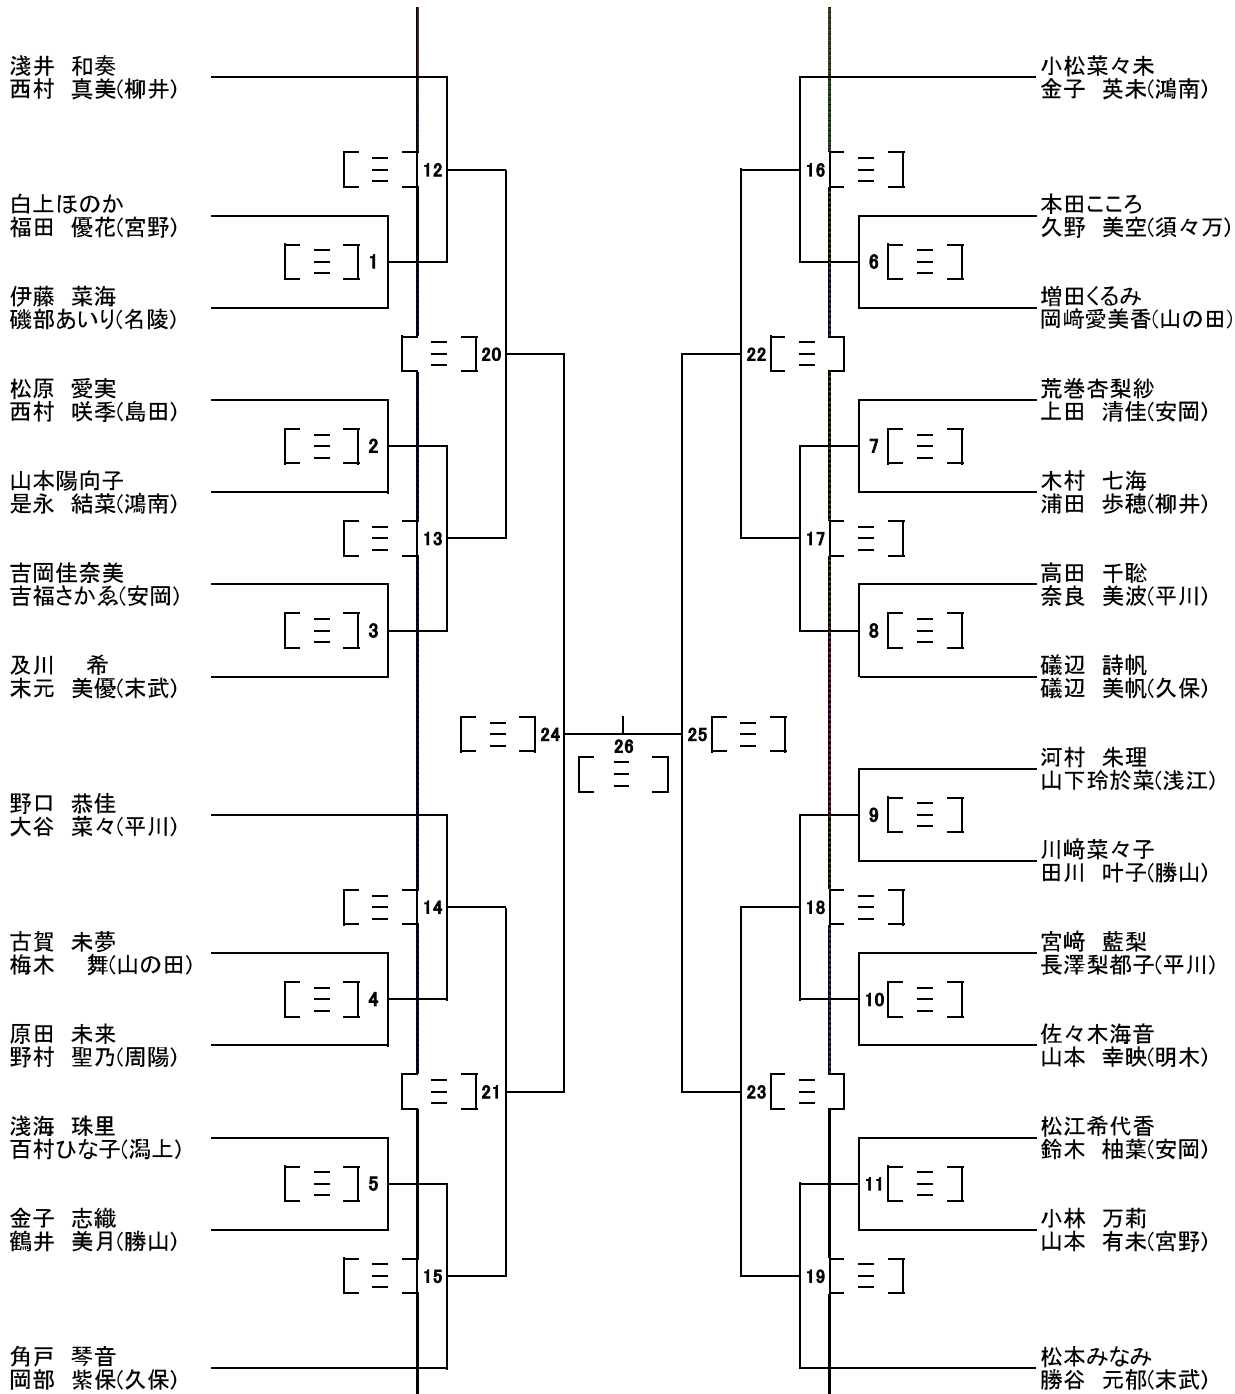 淺井 和奏
西村 真美(柳井)
白上ほのか
福田 優花(宮野)
伊藤 菜海
磯部あいり(名陵)
松原 愛実
西村 咲季(島田)
山本陽向子
是永 結菜(鴻南)
吉岡佳奈美
吉福さかゑ(安岡)
及川 希
末元 美優(末武)
野口 恭佳
大谷 菜々(平川)
古賀 未夢
梅木 舞(山の田)
原田 未来
野村 聖乃(周陽)
淺海 珠里
百村ひな子(潟上)
金子 志織
鶴井 美月(勝山)
角戸 琴音
岡部 紫保(久保)
12
1
20
2
13
3
24
14
4
21
5
15
26
16
6
22
7
17
8
25
9
18
10
23
11
19
小松菜々未
金子 英未(鴻南)
本田こころ
久野 美空(須々万)
増田くるみ
岡﨑愛美香(山の田)
荒巻杏梨紗
上田 清佳(安岡)
木村 七海
浦田 歩穂(柳井)
高田 千聡
奈良 美波(平川)
礒辺 詩帆
礒辺 美帆(久保)
河村 朱理
山下玲於菜(浅江)
川﨑菜々子
田川 叶子(勝山)
宮﨑 藍梨
長澤梨都子(平川)
佐々木海音
山本 幸映(明木)
松江希代香
鈴木 柚葉(安岡)
小林 万莉
山本 有未(宮野)
松本みなみ
勝谷 元郁(末武)